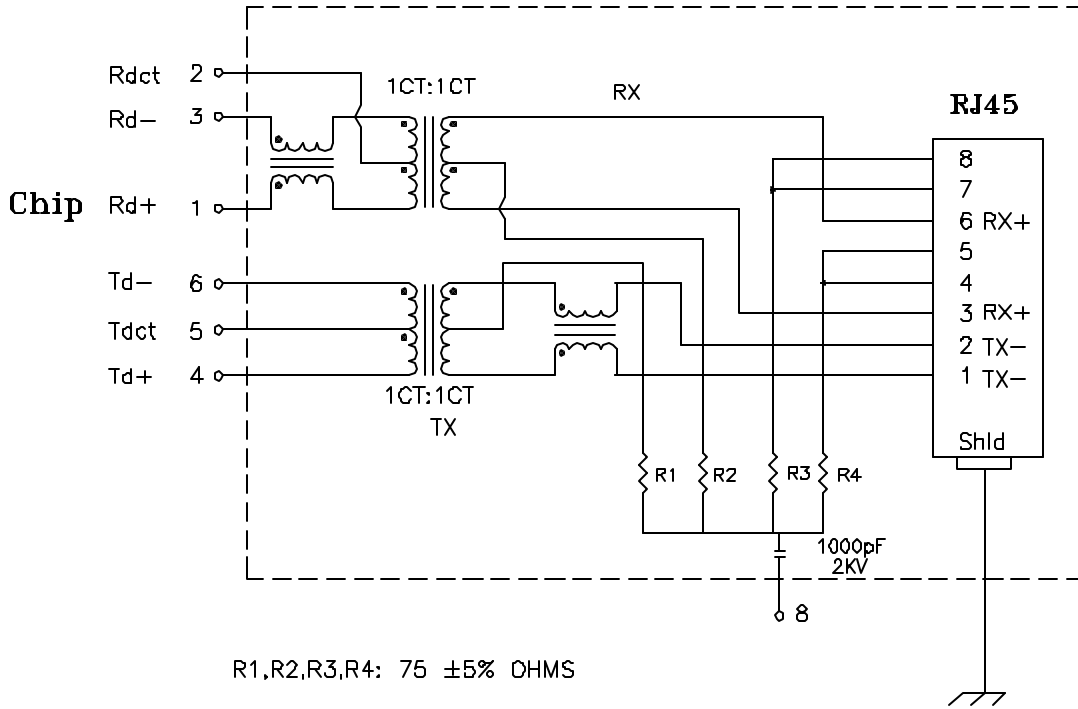 Rdct 2
1CT:1CT
RX
RJ45
Rd- 3
8
7
Chip
Rd+ 1
6 RX+
5
Td- 6
4
3 RX+
Tdct 5
2 TX-
Td+ 4
1 TX-
1CT:1CT
TX
Shld
R1
R2
R3
R4
1000pF
2KV
8
R1,R2,R3,R4: 75 ±5% OHMS